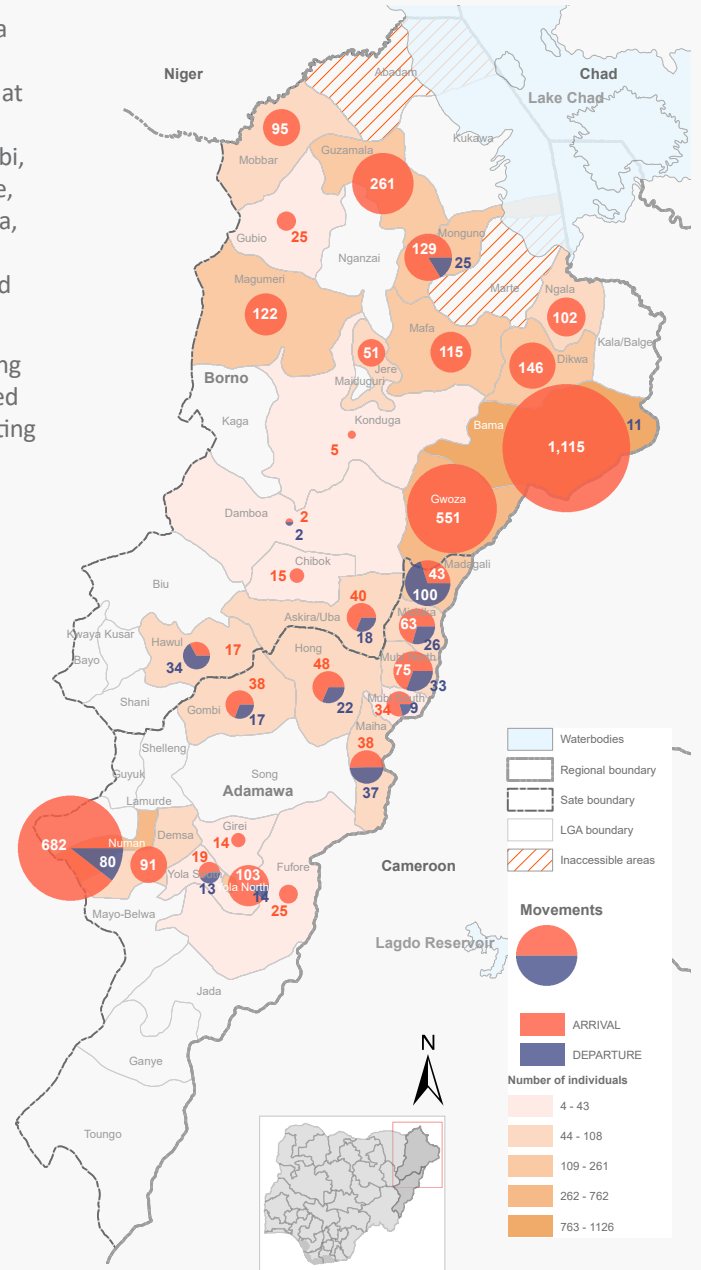 a
at
bi,
e,
a,
d
ng
ed
ting
Niger
Chad
Lake Chad
Abadam
Kukawa
95
Mobbar
Guzamala
261
25
Gubio
Nganzai
Monguno
129
25
Magumeri
122
Marte
Ngala
102
Mafa
115
51
Jere
Maiduguri
Dikwa
146
Kala/Balge
Borno
Kaga
Konduga
5
Bama
11
1,115
Gwoza
551
Damboa
2
2
Chibok
15
Madagali
43
100
Biu
Askira/Uba
40
18
63
26
Kwaya Kusar
Bayo
Hawul
17
34
Hong
48
22
75
33
Shani
Gombi
38
17
34
9
Maiha
38
37
Shelleng
Guyuk
Song
Adamawa
Lamurde
682
80
Numan
91
Demsa
Girei
14
19
Yola South
13
103
ola North
14
Fufore
25
Mayo-Belwa
Cameroon
Lagdo Reservoir
Jada
Ganye
Toungo
N
Waterbodies
Regional boundary
Sate boundary
LGA boundary
Inaccessible areas
Movements
ARRIVAL
DEPARTURE
Number of individuals
4 - 43
44 - 108
109 - 261
262 - 762
763 - 1126